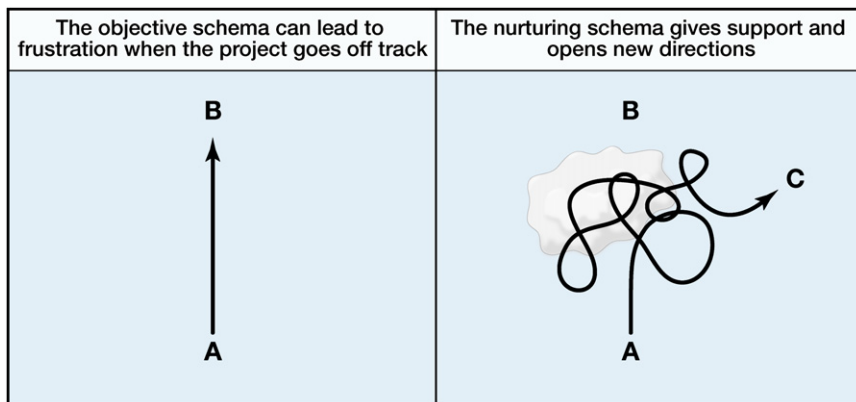 The objective schema can lead to
frustration when the project goes off track
The nurturing schema gives support and
opens new directions
B
A
B
C
A